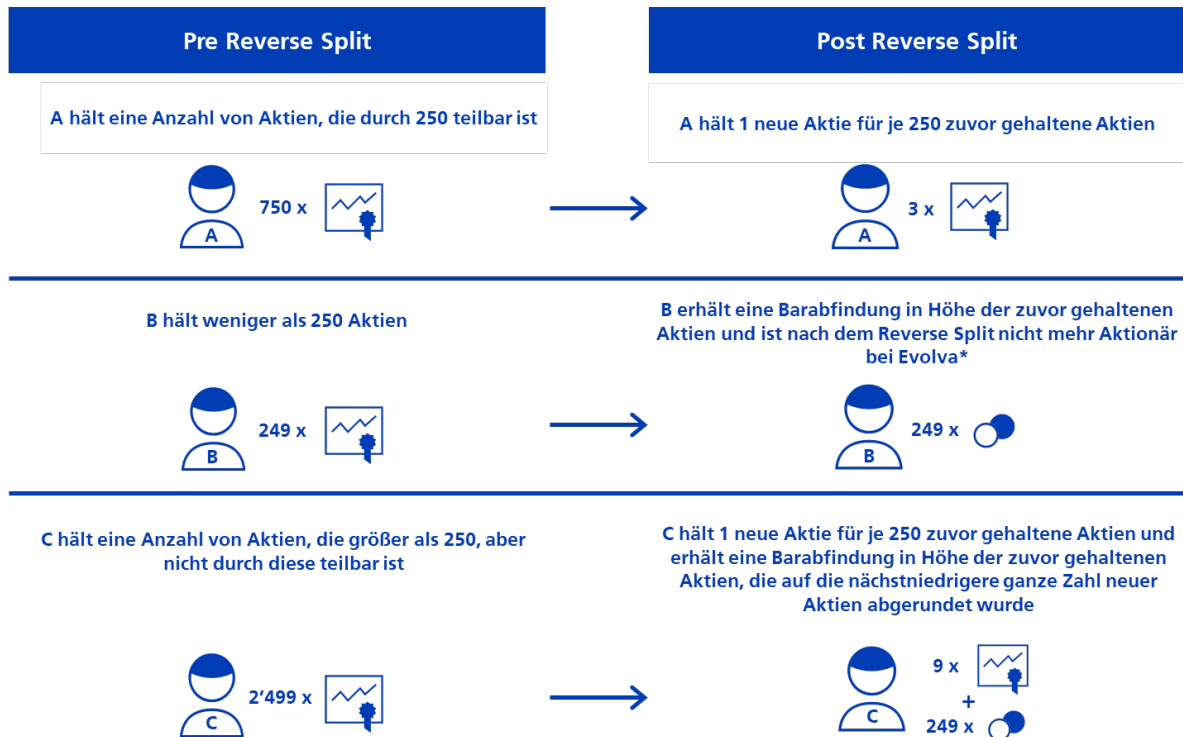 Pre Reverse Split
Post Reverse Split
A hält eine Anzahl von Aktien, die durch 250 teilbar ist
A hält 1 neue Aktie für je 250 zuvor gehaltene Aktien
750 x
A
3 x
A
B hält weniger als 250 Aktien
B erhält eine Barabfindung in Höhe der zuvor gehaltenen
Aktien und ist nach dem Reverse Split nicht mehr Aktionär
bei Evolva*
249 x
B
249 x
B
C hält eine Anzahl von Aktien, die größer als 250, aber
nicht durch diese teilbar ist
C hält 1 neue Aktie für je 250 zuvor gehaltene Aktien und
erhält eine Barabfindung in Höhe der zuvor gehaltenen
Aktien, die auf die nächstniedrigere ganze Zahl neuer
Aktien abgerundet wurde
2’499 x
C
9 x
+
C
249 x